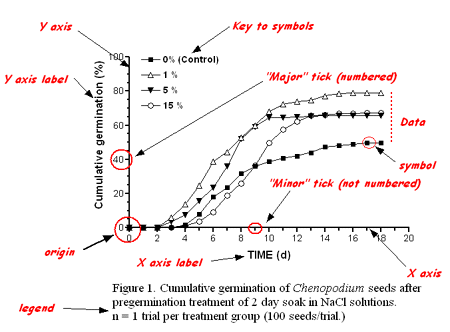 Y axis
Key to symbols
100
0% (Control)
1 %
5 %
15 %
Y axis label
"Major" tick (numbered)
80
60
Cumulative germination (%)
Data
40
symbol
20
"Minor" tick (not numbered)
0
0 2 4 6 8 10 12 14 16 18 20
origin
TIME (d)
X axis label
X axis
Figure 1. Cumulative germination of Chenopodium seeds after
pregermination treatment of 2 day soak in NaCl solutions.
n = 1 trial per treatment group (100 seeds/trial.)
legend